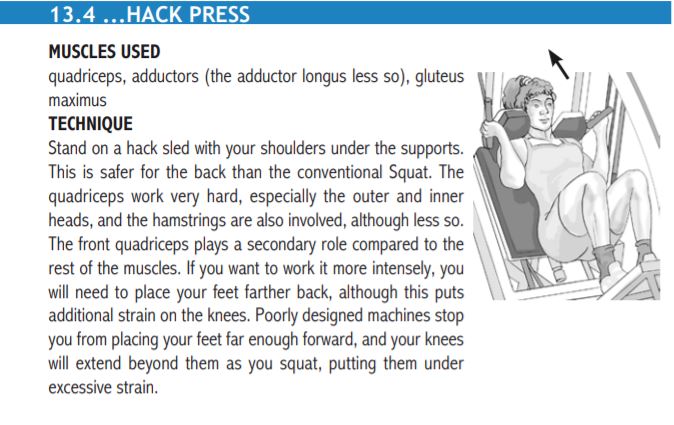 13.4 ...HACK PRESS
MUSCLES USED
quadriceps, adductors (the adductor longus less so), gluteus
maximus
TECHNIQUE
Stand on a hack sled with your shoulders under the supports.
This is safer for the back than the conventional Squat. The
quadriceps work very hard, especially the outer and inner
heads, and the hamstrings are also involved, although less so.
The front quadriceps plays a secondary role compared to the
rest of the muscles. If you want to work it more intensely, you
will need to place your feet farther back, although this puts
additional strain on the knees. Poorly designed machines stop
you from placing your feet far enough forward, and your knees
will extend beyond them as you squat, putting them under
excessive strain.